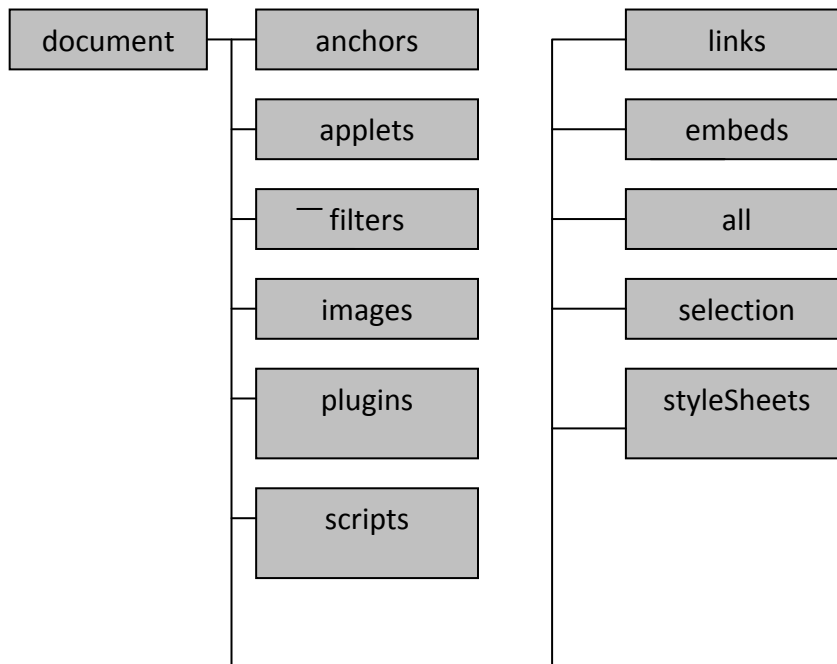 document
anchors
applets
filters
images
plugins
scripts
links
embeds
all
selection
styleSheets